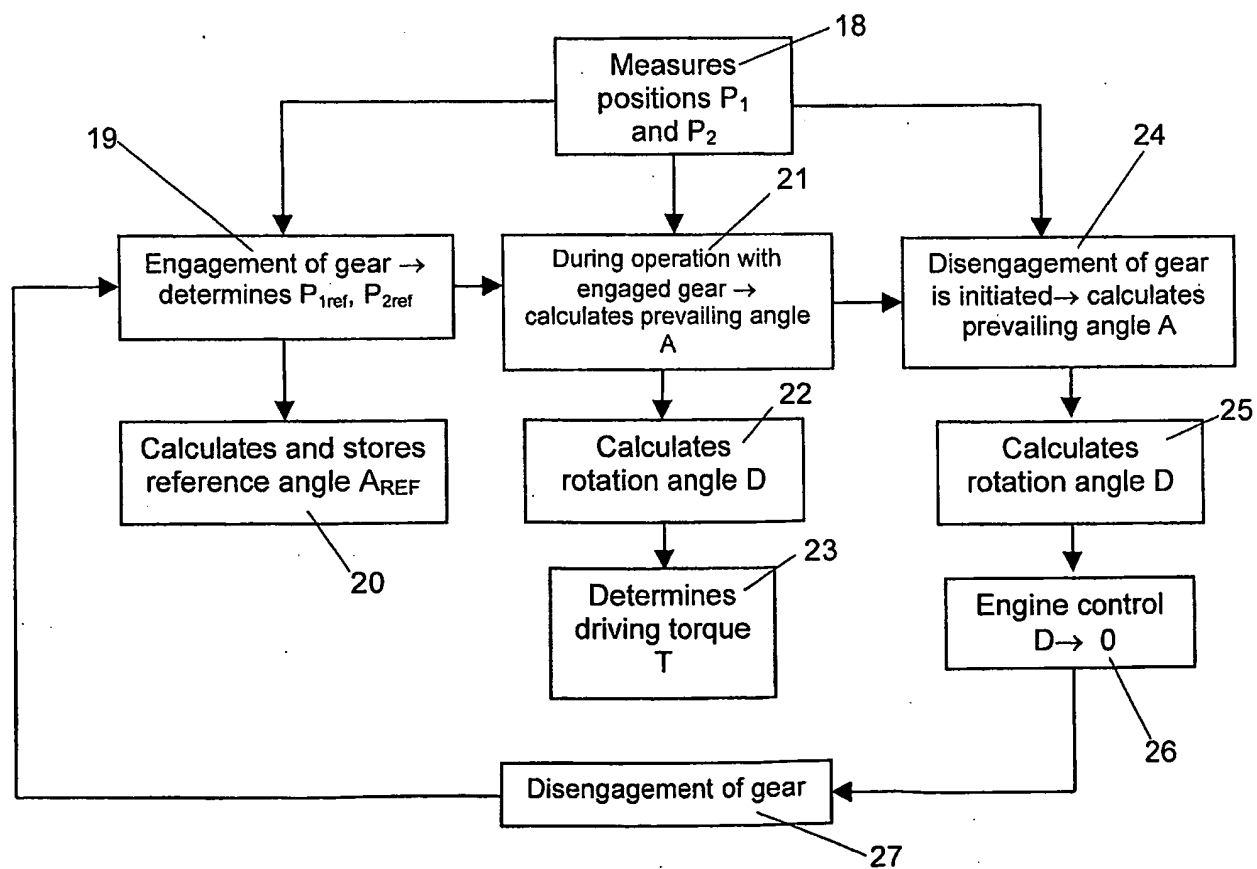 18
Measures
positions P1
and P2
19
Engagement of gear →
determines P1ref, P2ref
21
During operation with
engaged gear →
calculates prevailing angle
A
24
Disengagement of gear
is initiated→ calculates
prevailing angle A
Calculates and stores
reference angle AREF
20
22
Calculates
rotation angle D
25
Calculates
rotation angle D
23
Determines
driving torque
T
Engine control
D→ 0
26
Disengagement of gear
27